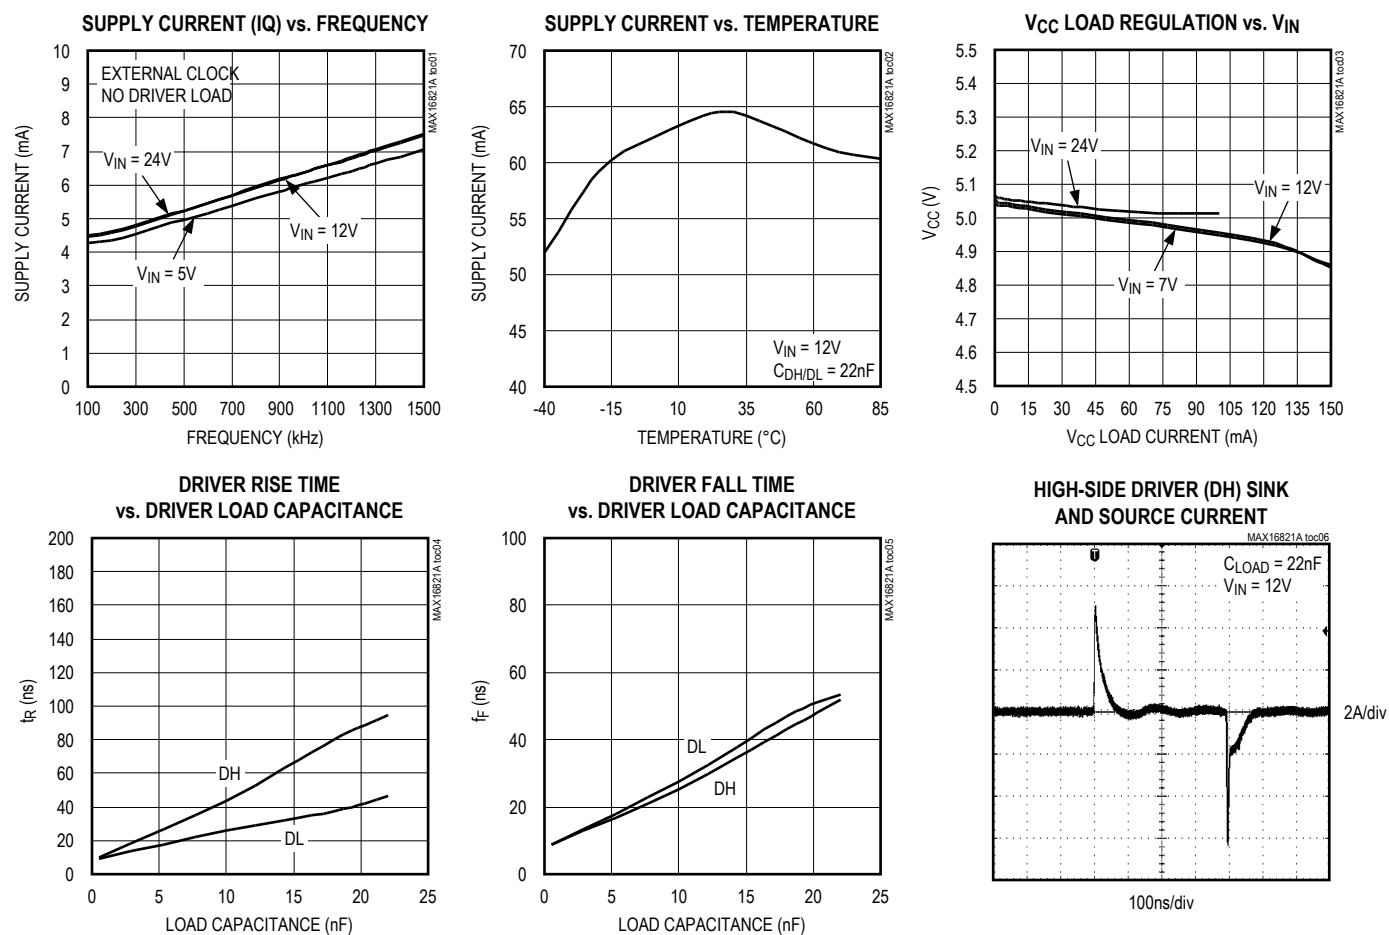 SUPPLY CURRENT (IQ) vs. FREQUENCY
MAX16821A toc01
EXTERNAL CLOCK
NO DRIVER LOAD
VIN = 24V
VIN = 12V
VIN = 5V
SUPPLY CURRENT (mA)
10
9
8
7
6
5
4
3
2
1
0
100 300 500 700 900 1100 1300 1500
FREQUENCY (kHz)
SUPPLY CURRENT vs. TEMPERATURE
MAX16821A toc02
SUPPLY CURRENT (mA)
70
65
60
55
50
45
40
VIN = 12V
CDH/DL = 22nF
-40 -15 10 35 60 85
TEMPERATURE (°C)
VCC LOAD REGULATION vs. VIN
MAX16821A toc03
VCC (V)
5.5
5.4
5.3
5.2
5.1
5.0
4.9
4.8
4.7
4.6
4.5
VIN = 24V
VIN = 12V
VIN = 7V
0 15 30 45 60 75 90 105 120 135 150
VCC LOAD CURRENT (mA)
DRIVER RISE TIME
vs. DRIVER LOAD CAPACITANCE
MAX16821A toc04
tR (ns)
200
180
160
140
120
100
80
60
40
20
0
DH
DL
0 5 10 15 20 25
LOAD CAPACITANCE (nF)
DRIVER FALL TIME
vs. DRIVER LOAD CAPACITANCE
MAX16821A toc05
fF (ns)
100
80
60
40
20
0
DL
DH
0 5 10 15 20 25
LOAD CAPACITANCE (nF)
HIGH-SIDE DRIVER (DH) SINK
AND SOURCE CURRENT
MAX16821A toc06
T
CLOAD = 22nF
VIN = 12V
2A/div
100ns/div